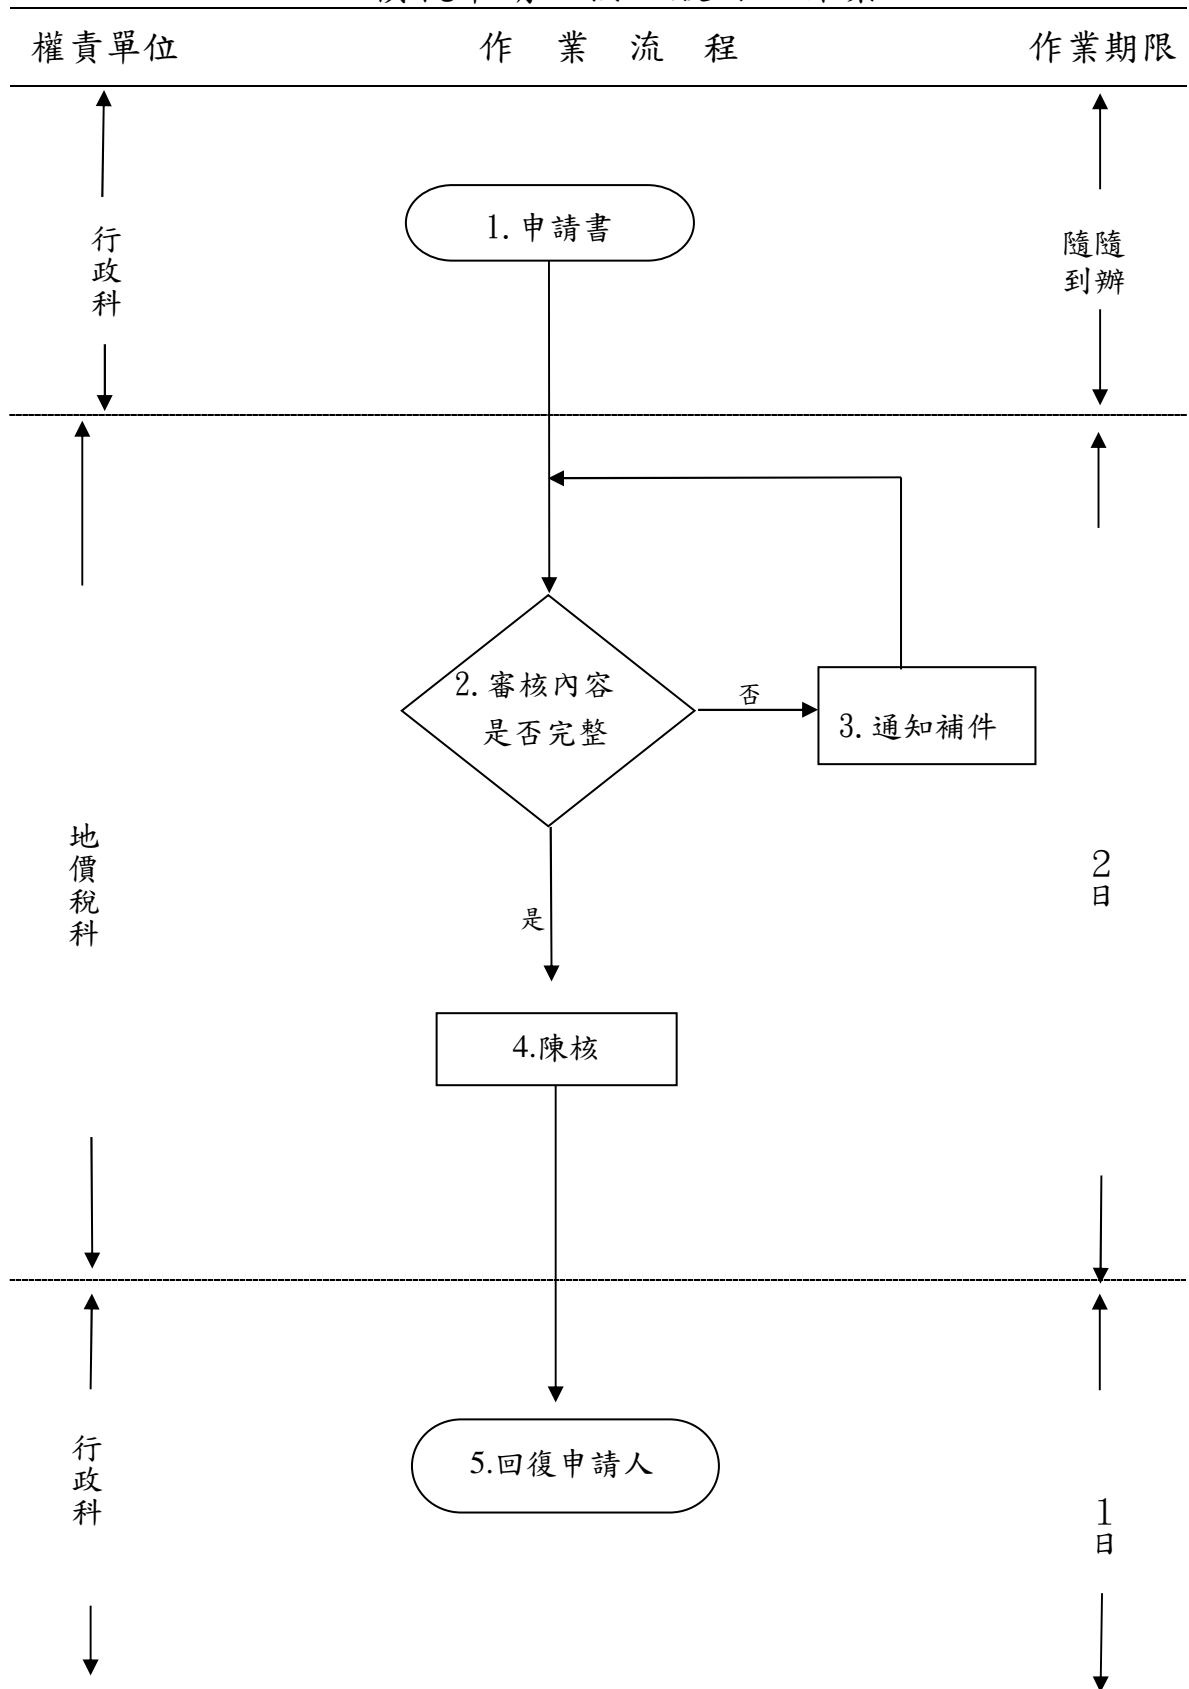 權責單位 作業流程 作業期限
1.申請書
行政科
隨到
隨辦
2.審核內容
是否完整
否
3.通知補件
地價稅科
2日
是
4.陳核
5.回復申請人
行政科
1日